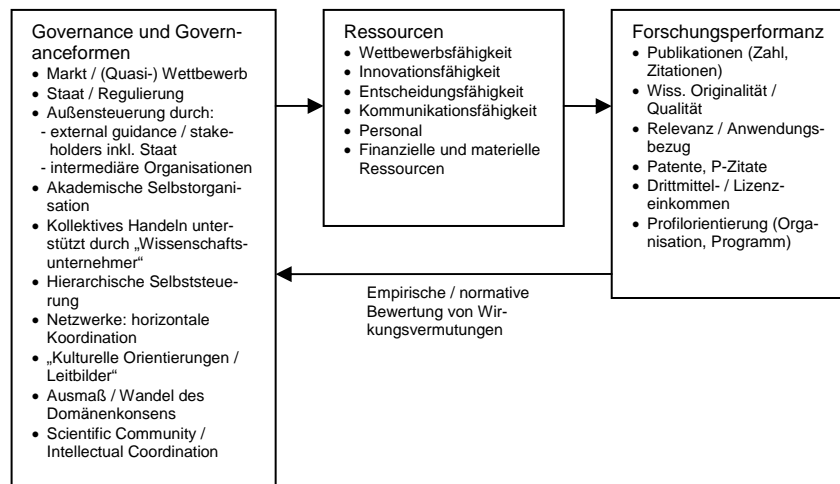 Governance und Govern-
anceformen
• Markt / (Quasi-) Wettbewerb
• Staat / Regulierung
• Außensteuerung durch:
- external guidance / stake-
holders inkl. Staat
- intermediäre Organisationen
• Akademische Selbstorgani-
sation
• Kollektives Handeln unter-
stützt durch „Wissenschafts-
unternehmer“
• Hierarchische Selbststeue-
rung
• Netzwerke: horizontale
Koordination
• „Kulturelle Orientierungen /
Leitbilder“
• Ausmaß / Wandel des
Domänenkonsens
• Scientific Community /
Intellectual Coordination
Ressourcen
• Wettbewerbsfähigkeit
• Innovationsfähigkeit
• Entscheidungsfähigkeit
• Kommunikationsfähigkeit
• Personal
• Finanzielle und materielle
Ressourcen
Forschungsperformanz
• Publikationen (Zahl,
Zitationen)
• Wiss. Originalität /
Qualität
• Relevanz / Anwendungs-
bezug
• Patente, P-Zitate
• Drittmittel- / Lizenz-
einkommen
• Profilorientierung (Orga-
nisation, Programm)
Empirische / normative
Bewertung von Wir-
kungsvermutungen